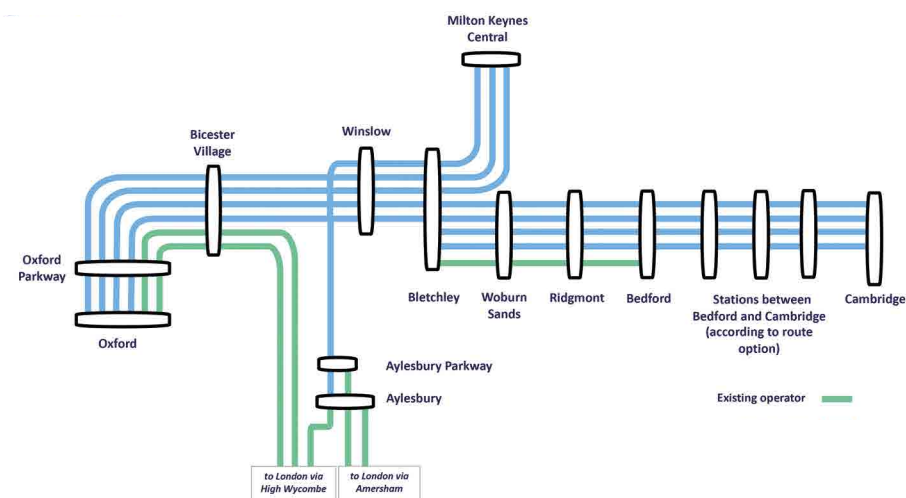 Milton Keynes
Central
Bicester
Village
Winslow
Oxford
Parkway
Oxford
Bletchley
Woburn
Sands
Ridgmont
Bedford
Stations between
Bedford and Cambridge
(according to route
option)
Cambridge
Aylesbury Parkway
Aylesbury
Existing operator
to London via
High Wycombe
to London via
Amersham